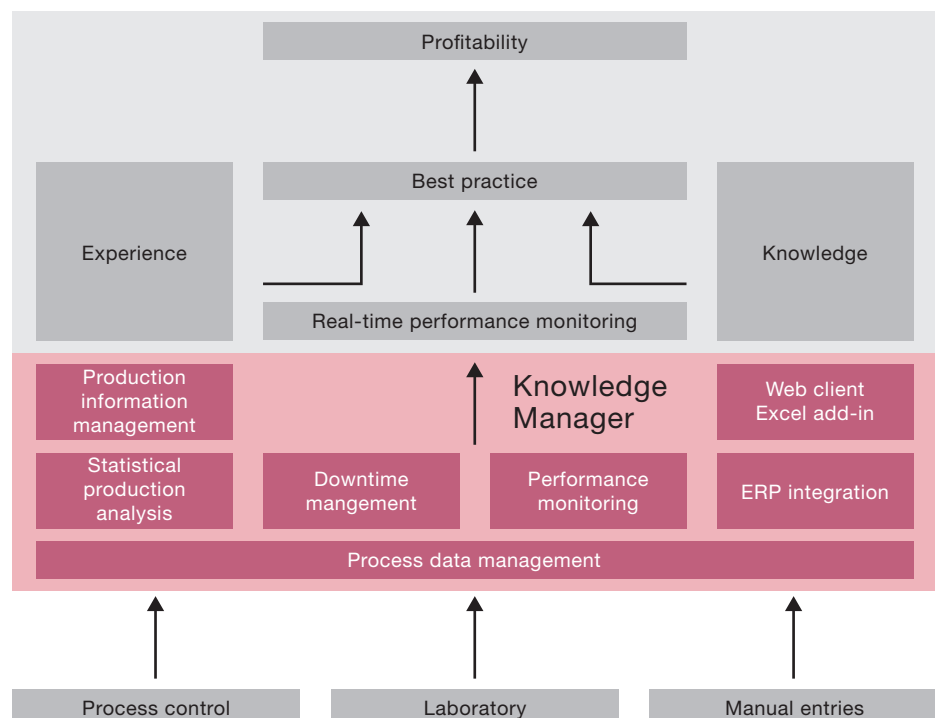 Profitability
Best practice
Experience
Knowledge
Real-time performance monitoring
Production
information
management
Knowledge
Manager
Web client
Excel add-in
Statistical
production
analysis
Downtime
mangement
Performance
monitoring
ERP integration
Process data management
Process control
Laboratory
Manual entries